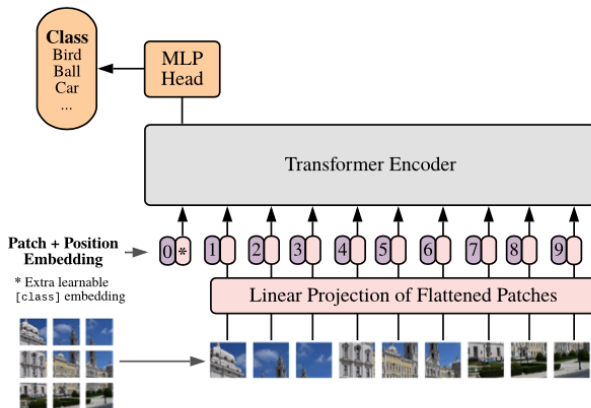 Class
Bird
Ball
Car
...
MLP
Head
Transformer Encoder
Patch + Position
Embedding
0 * 1 2 3 4 5 6 7 8 9
* Extra learnable
[class] embedding
Linear Projection of Flattened Patches